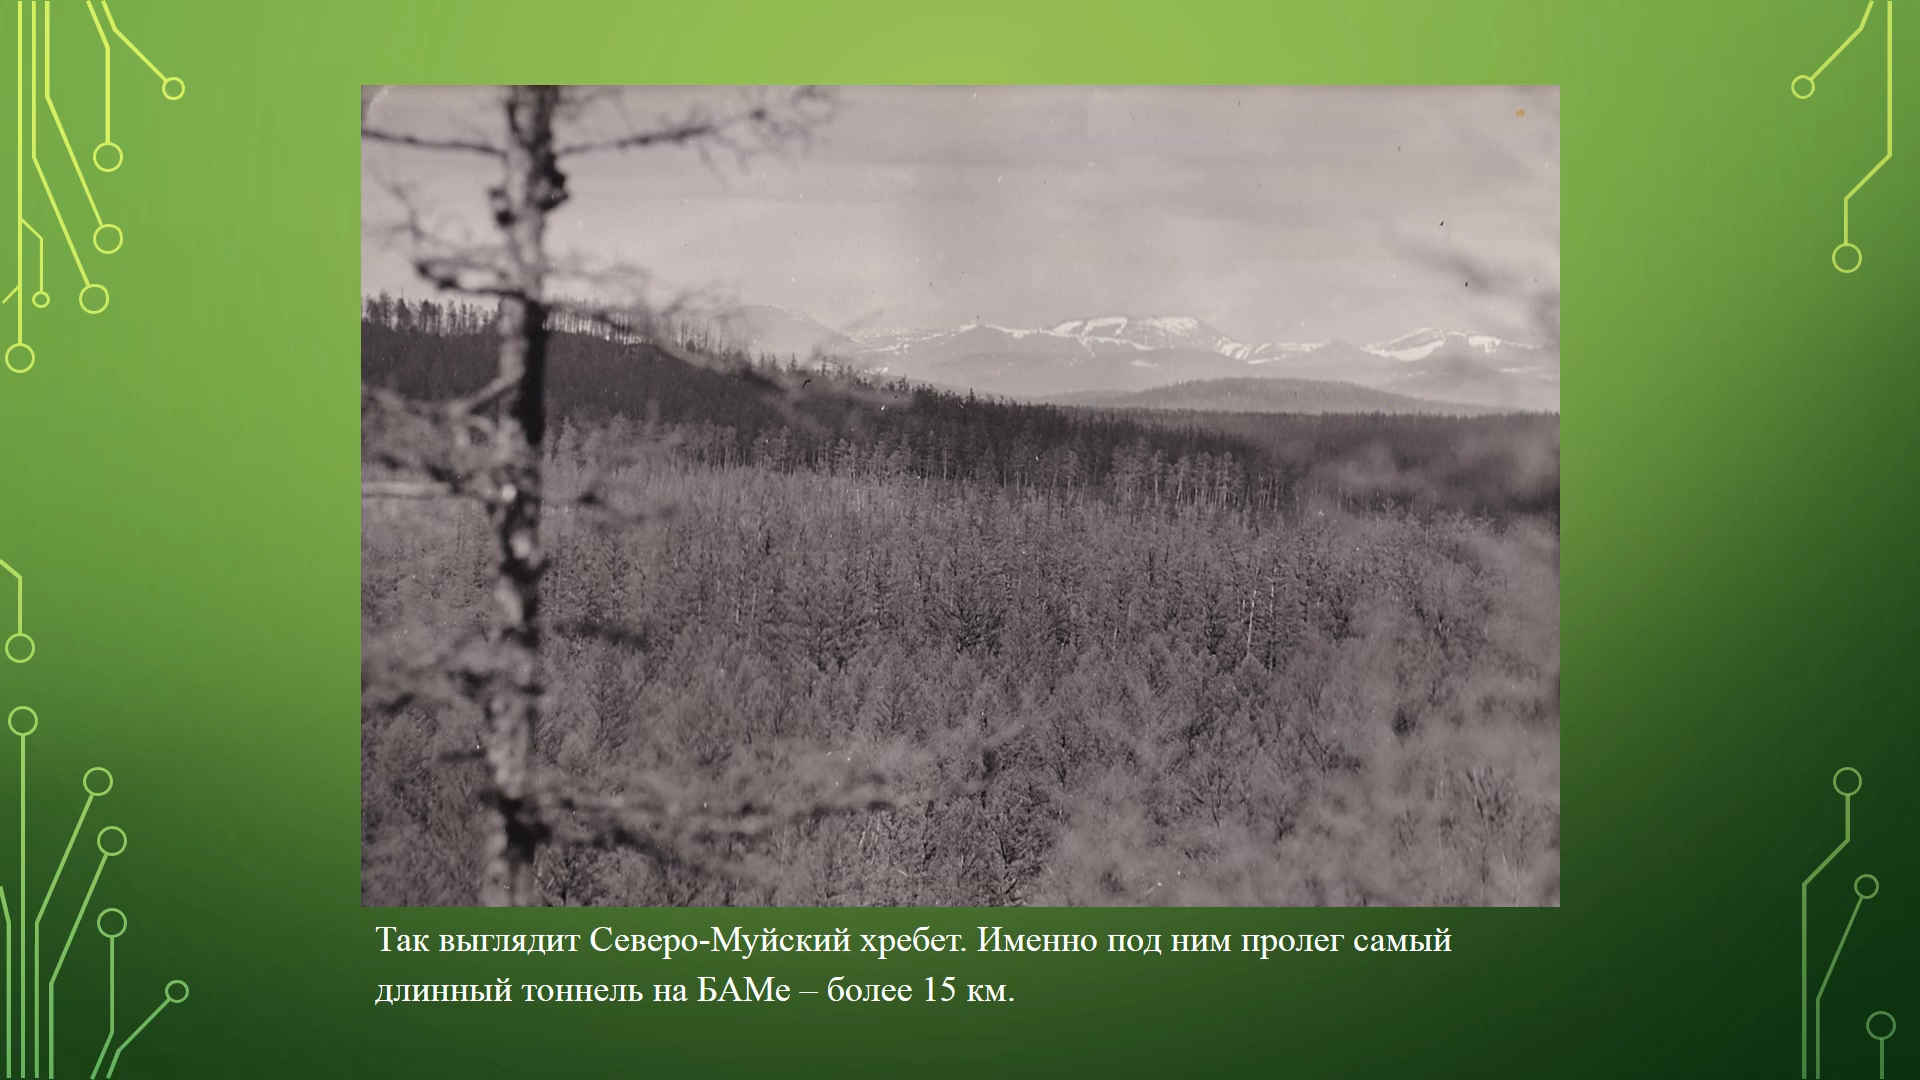 Так выглядит Северо-Муйский хребет. Именно под ним пролег самый
длинный тоннель на БАМе – более 15 км.